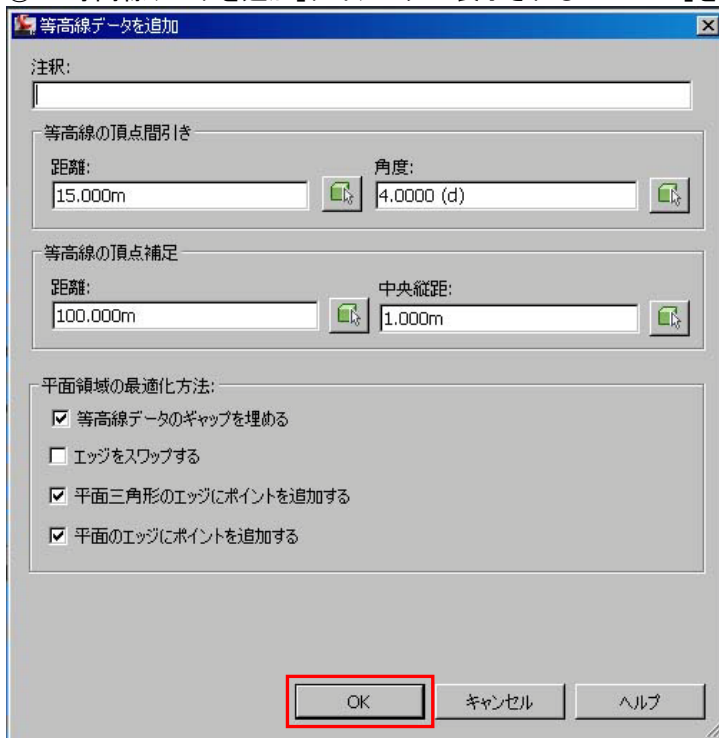 等高線データを追加
注釈:
等高線の頂点間引き
距離:
角度:
15.000m
4.0000 (d)
等高線の頂点補足
距離:
中央縦距:
100.000m
1.000m
平面領域の最適化方法:
等高線データのギャップを埋める
エッジをスワップする
平面三角形のエッジにポイントを追加する
平面のエッジにポイントを追加する
OK
キャンセル
ヘルプ